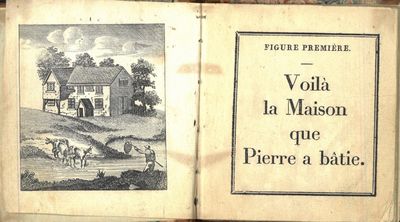 FIGURE PREMIÈRE.
Voilà
la Maison
que
Pierre a bâtie.